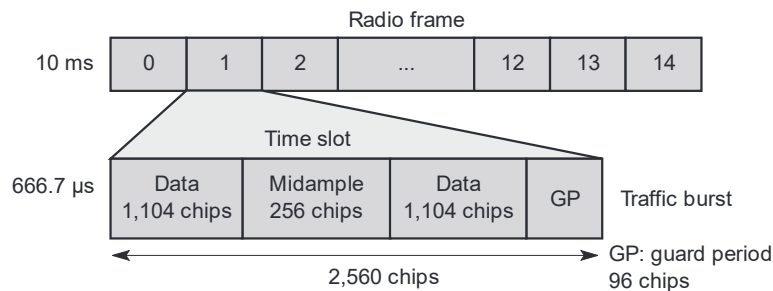 Radio frame
10 ms
0 1 2 ... 12 13 14
Time slot
666.7 µs
Data
1,104 chips
Midample
256 chips
Data
1,104 chips
GP
Traffic burst
2,560 chips
GP: guard period
96 chips